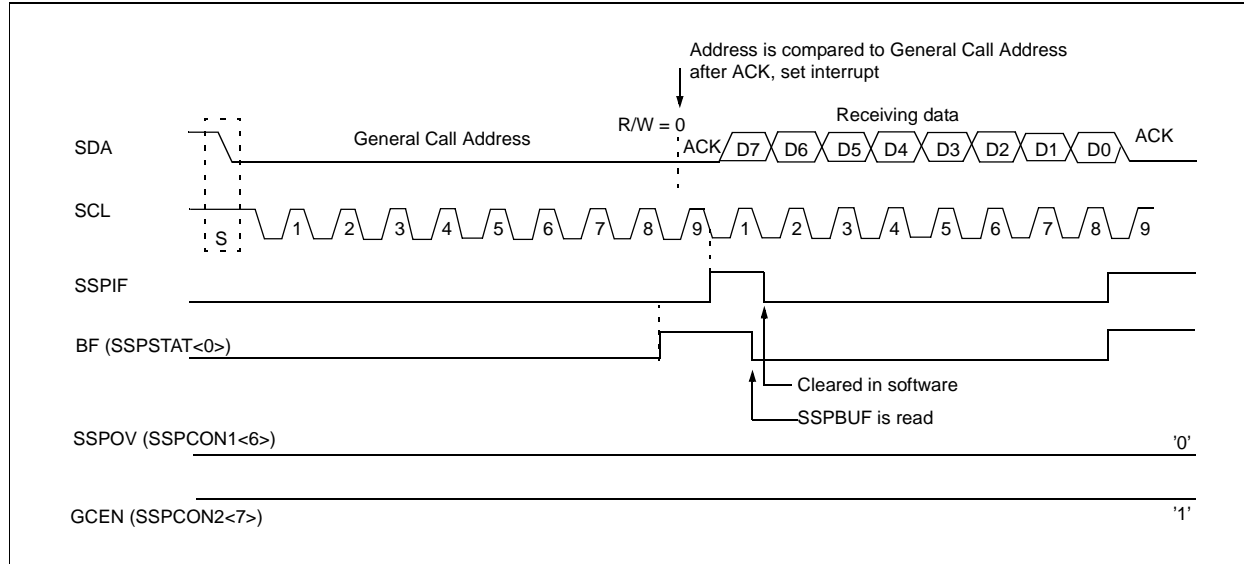 Address is compared to General Call Address
after ACK, set interrupt
R/W = 0
Receiving data
SDA
General Call Address
ACK
D7 D6 D5 D4 D3 D2 D1 D0
ACK
SCL
S
1 2 3 4 5 6 7 8 9 1 2 3 4 5 6 7 8 9
SSPIF
BF (SSPSTAT<0>)
Cleared in software
SSPBUF is read
SSPOV (SSPCON1<6>)
'0'
GCEN (SSPCON2<7>)
'1'